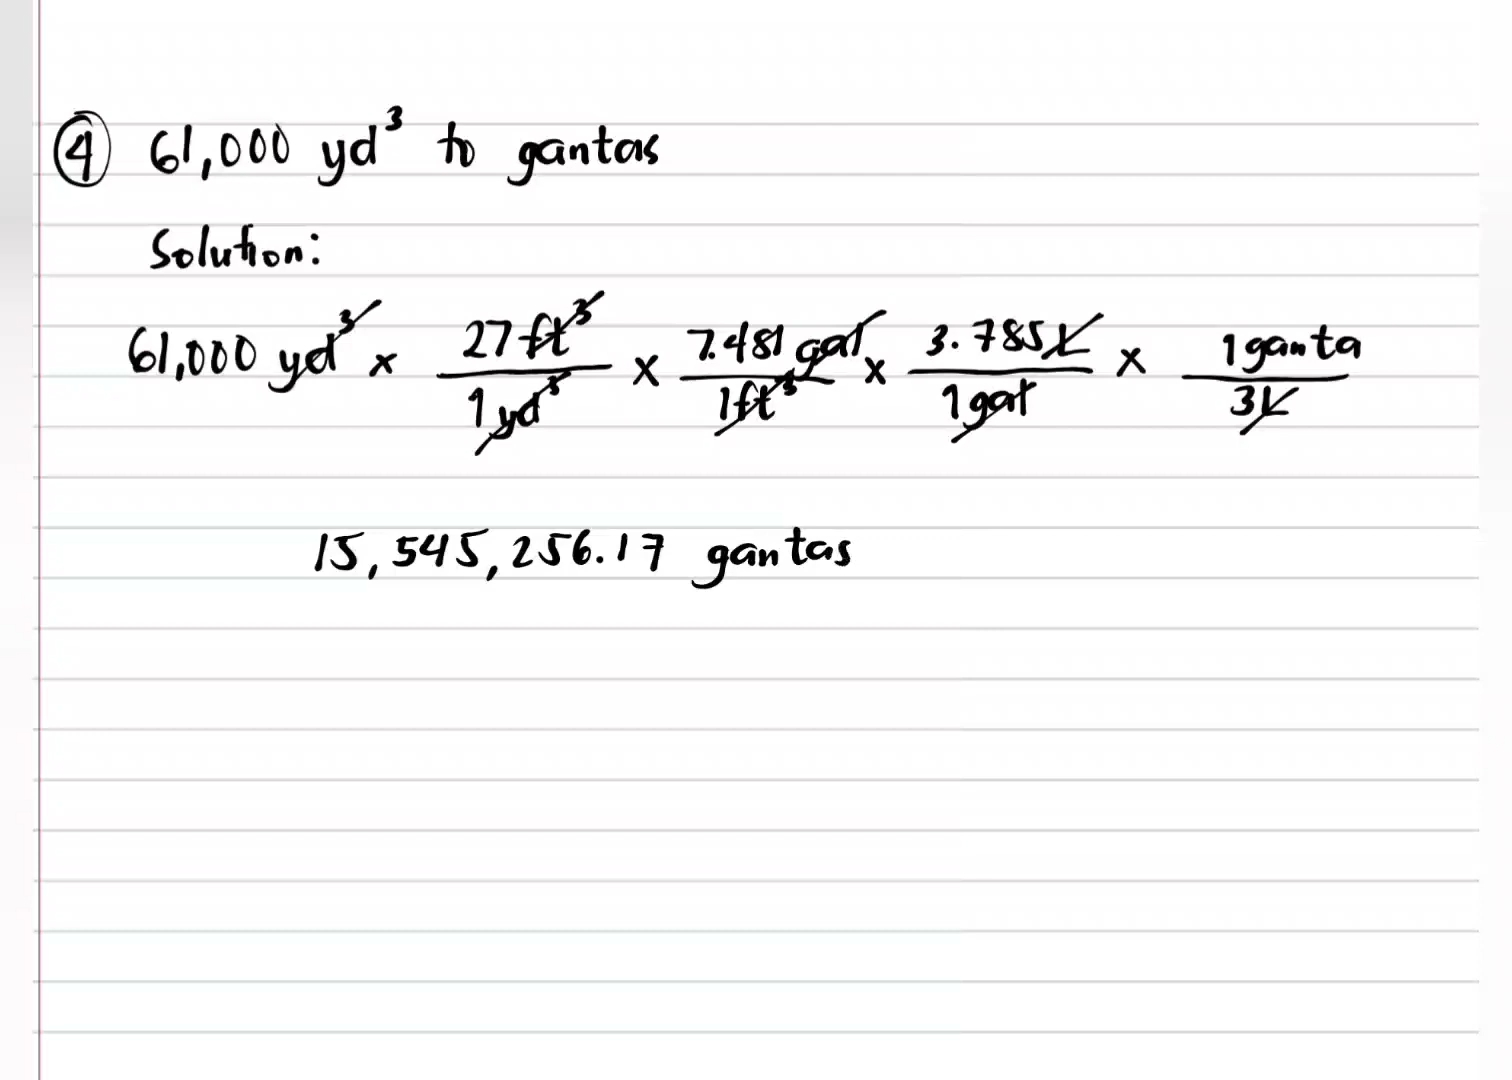 ④ 61,000 yd³ to gantas
Solution:
61,000 yd³ × 27 ft³ / 1 yd³ × 7.481 gal / 1 ft³ × 3.785 L / 1 gal × 1 ganta / 3 L
15,545,256.17 gantas